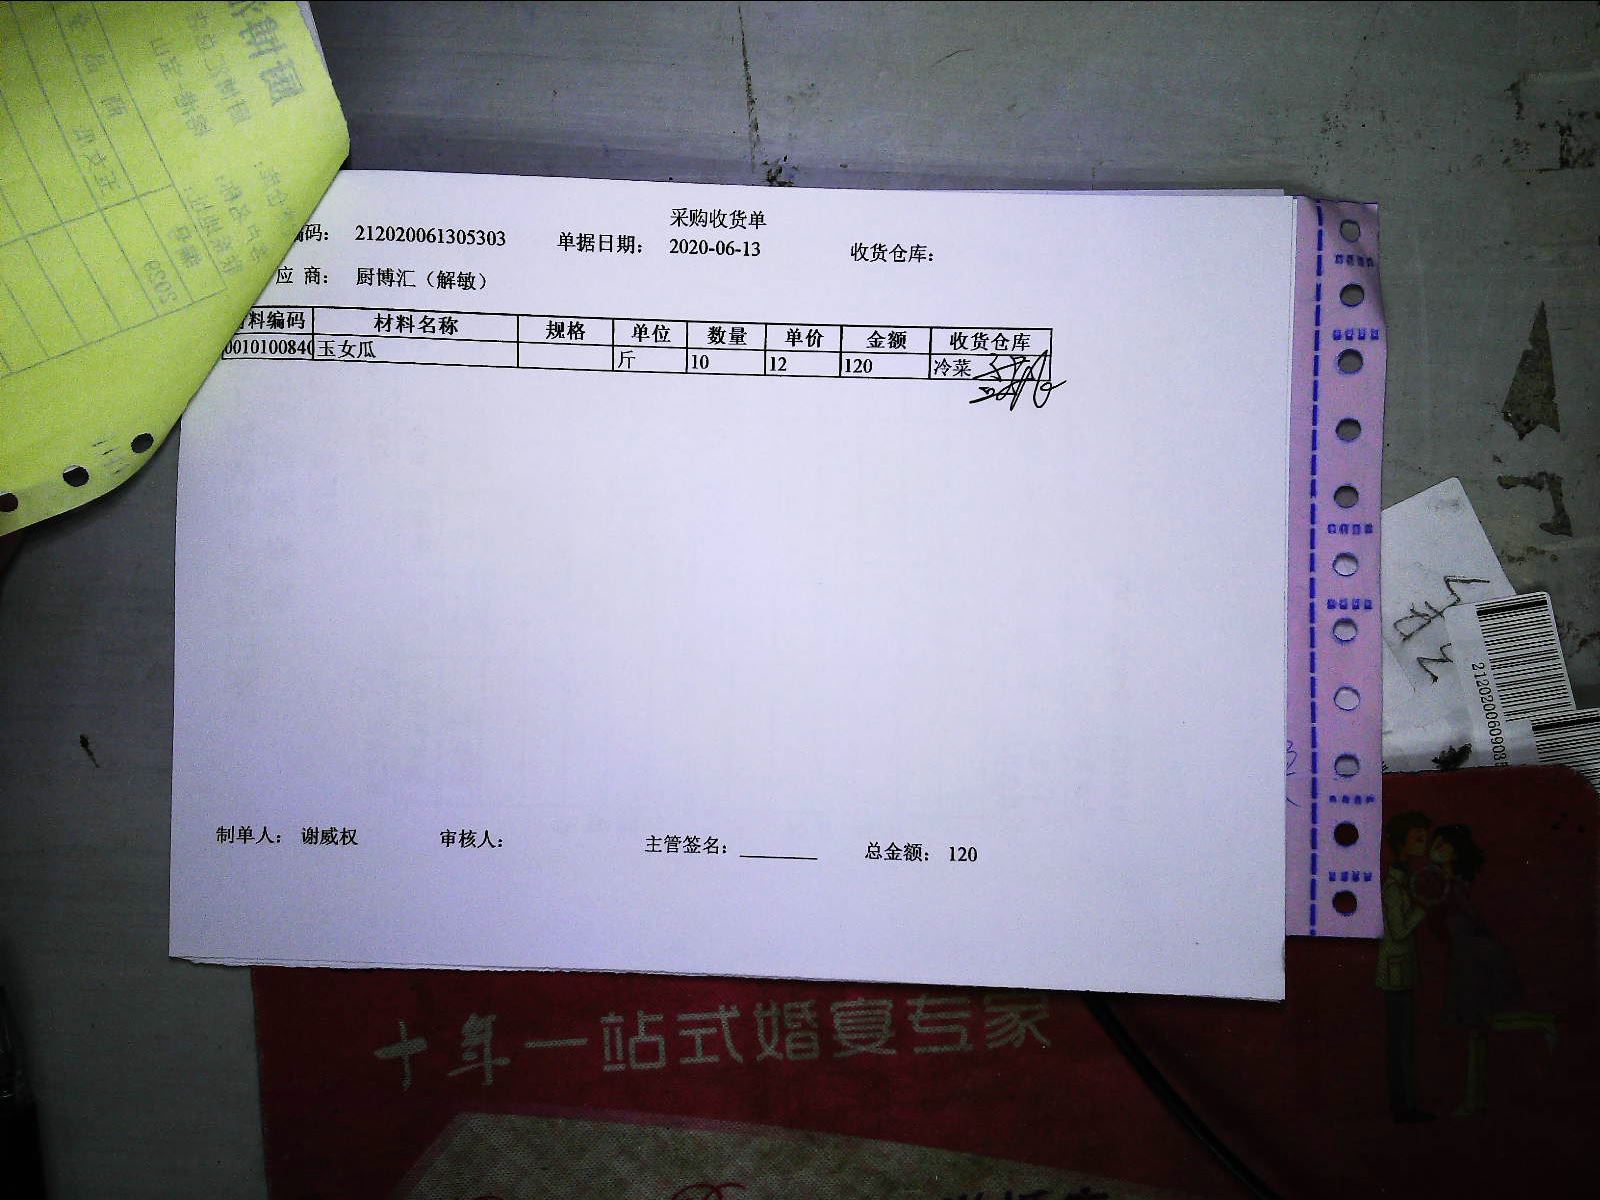 采购收货单
编码： 212020061305303 单据日期： 2020-06-13 收货仓库：
应 商： 厨博汇（解敏）
料编码 材料名称 规格 单位 数量 单价 金额 收货仓库
001010084 玉女瓜 斤 10 12 120 冷菜
制单人： 谢威权 审核人： 主管签名：________ 总金额： 120
十年一站式婚宴专家